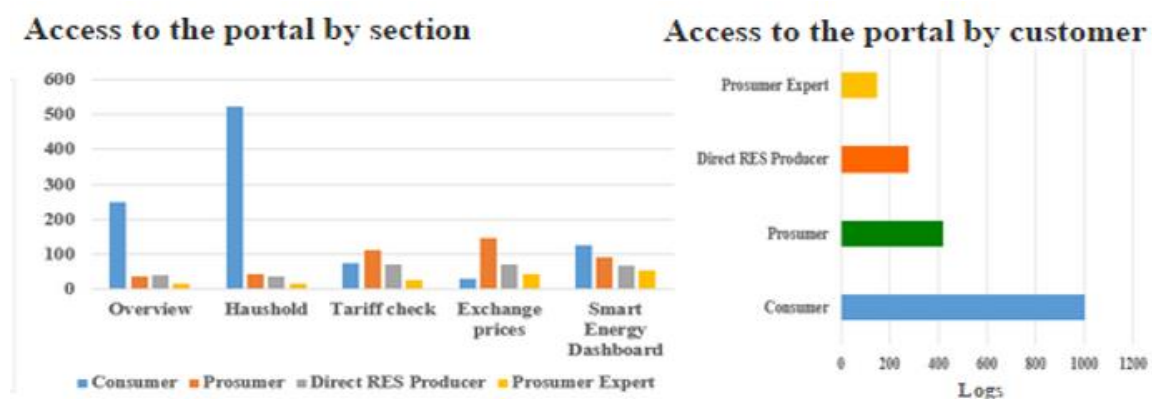 Access to the portal by section
600
500
400
300
200
100
0
Overview
Haushold
Tariff check
Exchange
prices
Smart
Energy
Dashboard
Consumer Prosumer Direct RES Producer Prosumer Expert
Access to the portal by customer
Prosumer Expert
Direct RES Producer
Prosumer
Consumer
0 200 400 600 800 1000 1200
Logs